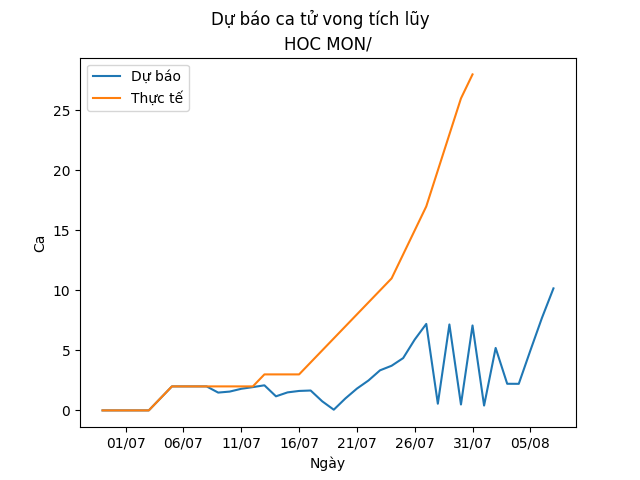 Dự báo ca tử vong tích lũy
HOC MON/
Dự báo
Thực tế
25
20
15
10
5
0
Ca
01/07 06/07 11/07 16/07 21/07 26/07 31/07 05/08
Ngày